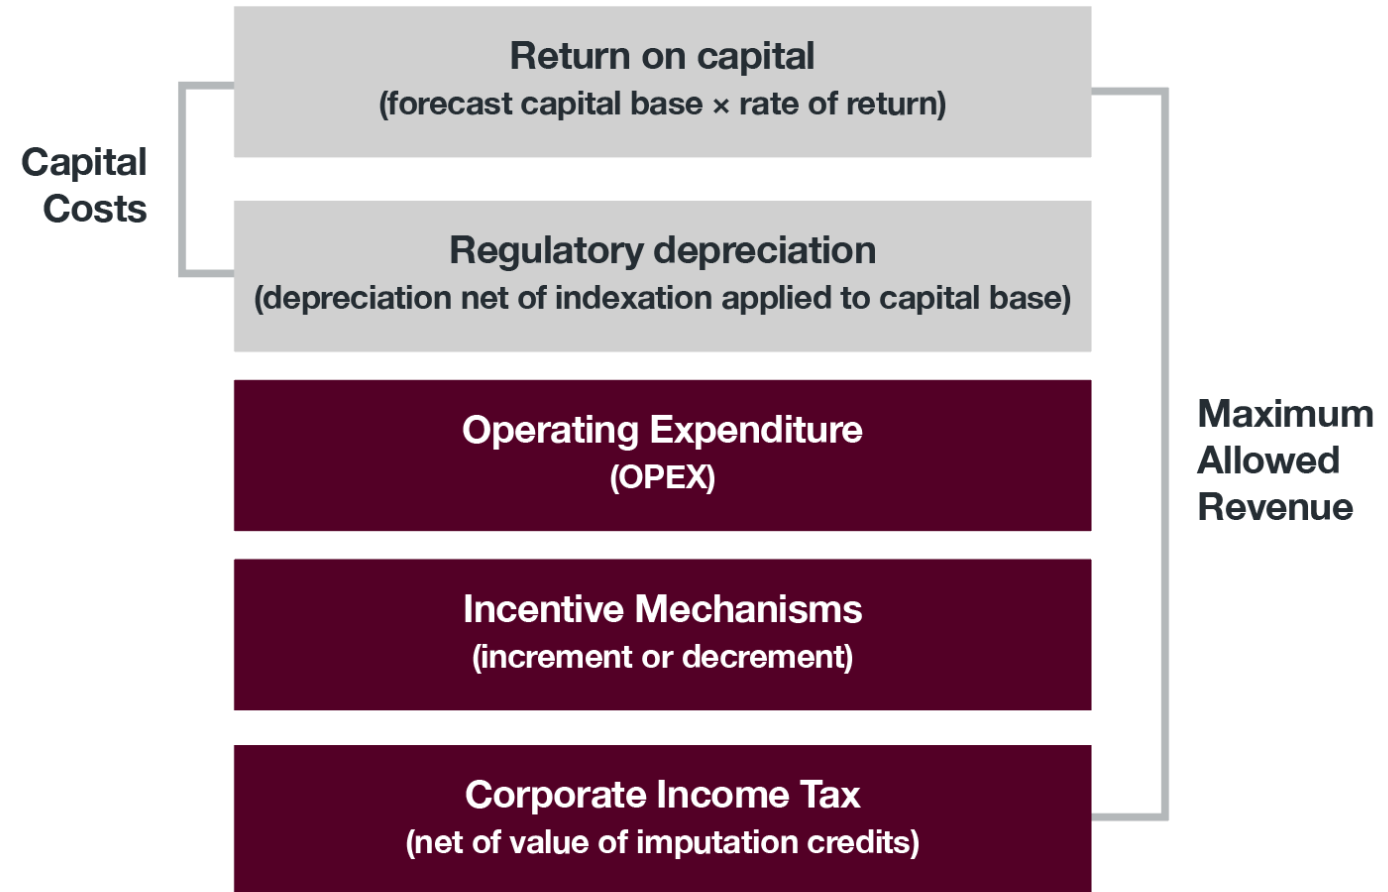 Return on capital
(forecast capital base × rate of return)
Capital
Costs
Regulatory depreciation
(depreciation net of indexation applied to capital base)
Operating Expenditure
(OPEX)
Maximum
Allowed
Revenue
Incentive Mechanisms
(increment or decrement)
Corporate Income Tax
(net of value of imputation credits)